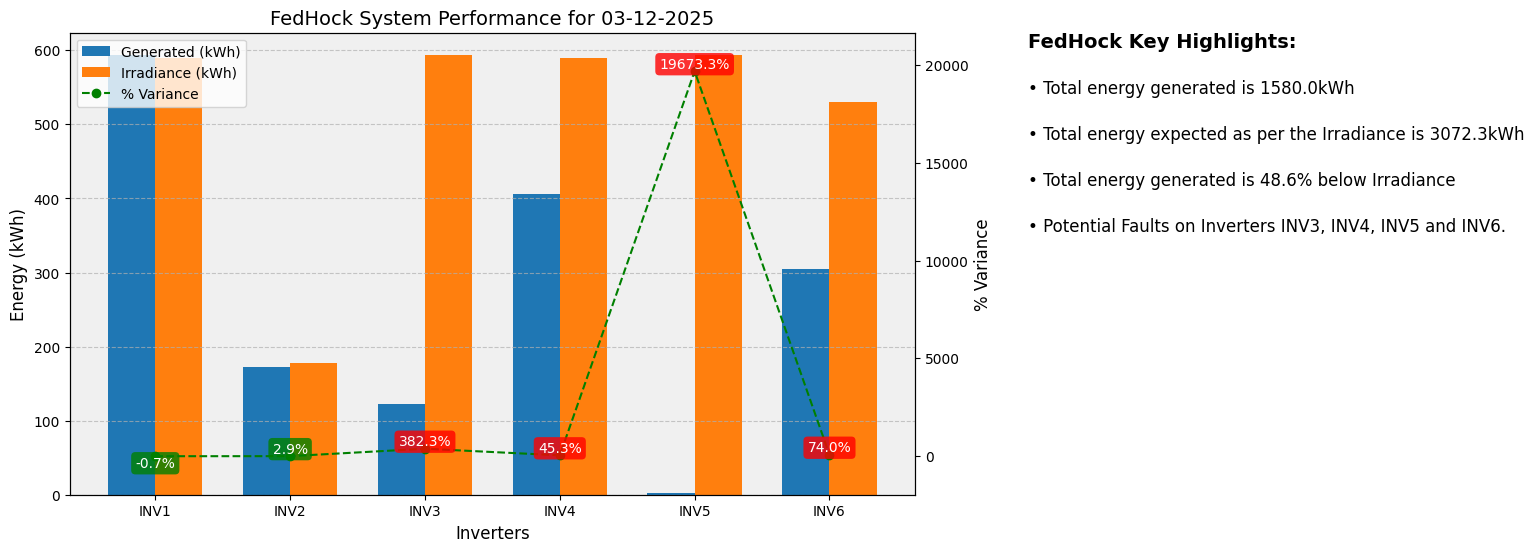 FedHock System Performance for 03-12-2025
Generated (kWh)
Irradiance (kWh)
% Variance
Energy (kWh)
600
500
400
300
200
100
0
-0.7%
2.9%
382.3%
45.3%
19673.3%
74.0%
20000
15000
10000
5000
0
% Variance
INV1 INV2 INV3 INV4 INV5 INV6
Inverters
FedHock Key Highlights:
• Total energy generated is 1580.0kWh
• Total energy expected as per the Irradiance is 3072.3kWh
• Total energy generated is 48.6% below Irradiance
• Potential Faults on Inverters INV3, INV4, INV5 and INV6.